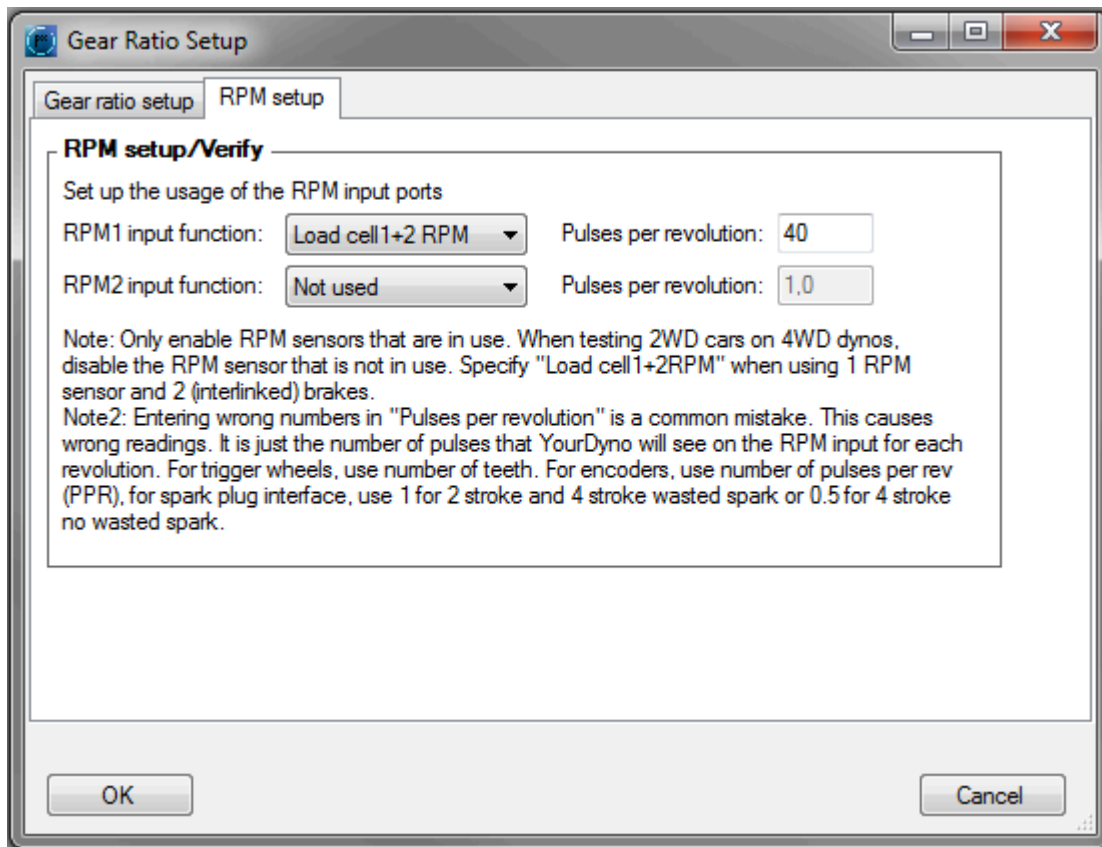 Gear Ratio Setup
Gear ratio setup
RPM setup
RPM setup/Verify
Set up the usage of the RPM input ports
RPM1 input function: Load cell1+2 RPM Pulses per revolution: 40
RPM2 input function: Not used Pulses per revolution: 1,0
Note: Only enable RPM sensors that are in use. When testing 2WD cars on 4WD dynos,
disable the RPM sensor that is not in use. Specify "Load cell1+2RPM" when using 1 RPM
sensor and 2 (interlinked) brakes.
Note2: Entering wrong numbers in "Pulses per revolution" is a common mistake. This causes
wrong readings. It is just the number of pulses that YourDyno will see on the RPM input for each
revolution. For trigger wheels, use number of teeth. For encoders, use number of pulses per rev
(PPR), for spark plug interface, use 1 for 2 stroke and 4 stroke wasted spark or 0.5 for 4 stroke
no wasted spark.
OK
Cancel